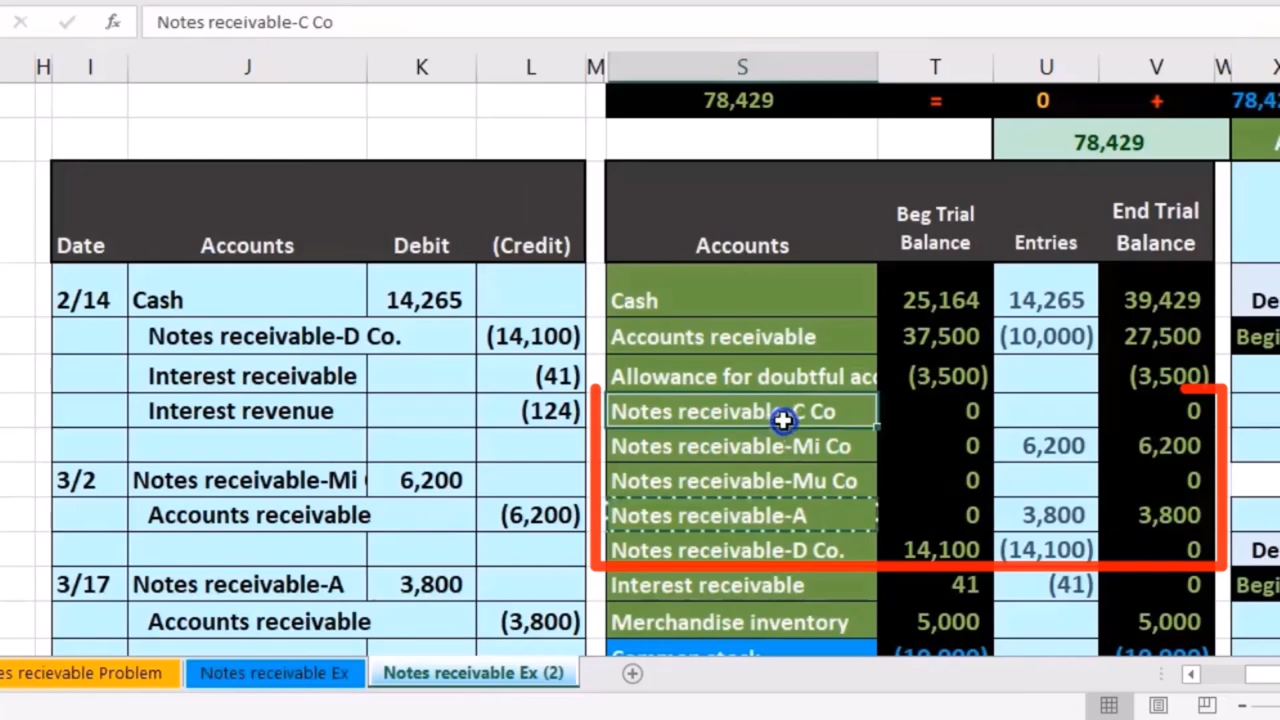 fx Notes receivable-C Co
H I J K L M S T U V W X
78,429 = 0 + 78,42
78,429
Date Accounts Debit (Credit) Accounts Beg Trial Balance Entries End Trial Balance
2/14 Cash 14,265 Cash 25,164 14,265 39,429 De
Notes receivable-D Co. (14,100) Accounts receivable 37,500 (10,000) 27,500 Begi
Interest receivable (41) Allowance for doubtful acc (3,500) (3,500)
Interest revenue (124) Notes receivable-C Co 0 0
Notes receivable-Mi Co 0 6,200 6,200
3/2 Notes receivable-Mi 6,200 Notes receivable-Mu Co 0 0
Accounts receivable (6,200) Notes receivable-A 0 3,800 3,800
Notes receivable-D Co. 14,100 (14,100) 0 De
3/17 Notes receivable-A 3,800 Interest receivable 41 (41) 0 Begi
Accounts receivable (3,800) Merchandise inventory 5,000 5,000
Common stock (10,000) (10,000)
es recievable Problem Notes receivable Ex Notes receivable Ex (2)